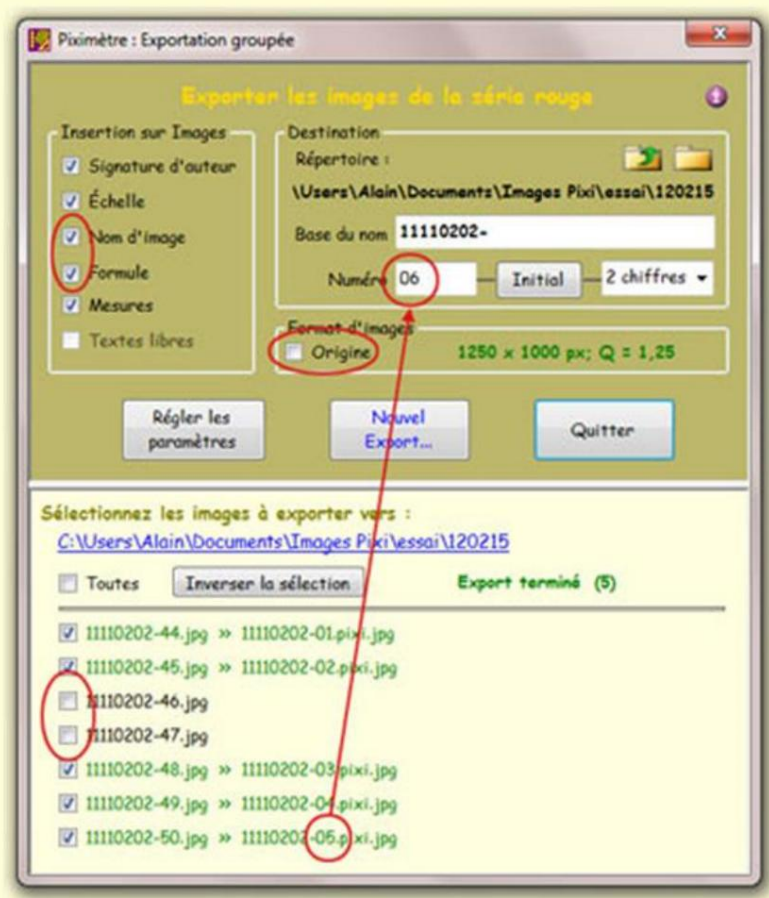 Piximètre : Exportation groupée
Exporter les images de la série rouge
Insertion sur Images
Signature d'auteur
Échelle
Nom d'image
Formule
Mesures
Textes libres
Destination
Répertoire :
\Users\Alain\Documents\Images Pixi\essai\120215
Base du nom 11110202-
Numéro 06 Initial 2 chiffres
Format d'images
Origine 1250 x 1000 px; Q = 1,25
Régler les
paramètres
Nouvel
Export...
Quitter
Sélectionnez les images à exporter vers :
C:\Users\Alain\Documents\Images Pixi\essai\120215
Toutes Inverser la sélection Export terminé (5)
11110202-44.jpg » 11110202-01.pixi.jpg
11110202-45.jpg » 11110202-02.pixi.jpg
11110202-46.jpg
11110202-47.jpg
11110202-48.jpg » 11110202-03.pixi.jpg
11110202-49.jpg » 11110202-04.pixi.jpg
11110202-50.jpg » 11110202-05.pixi.jpg